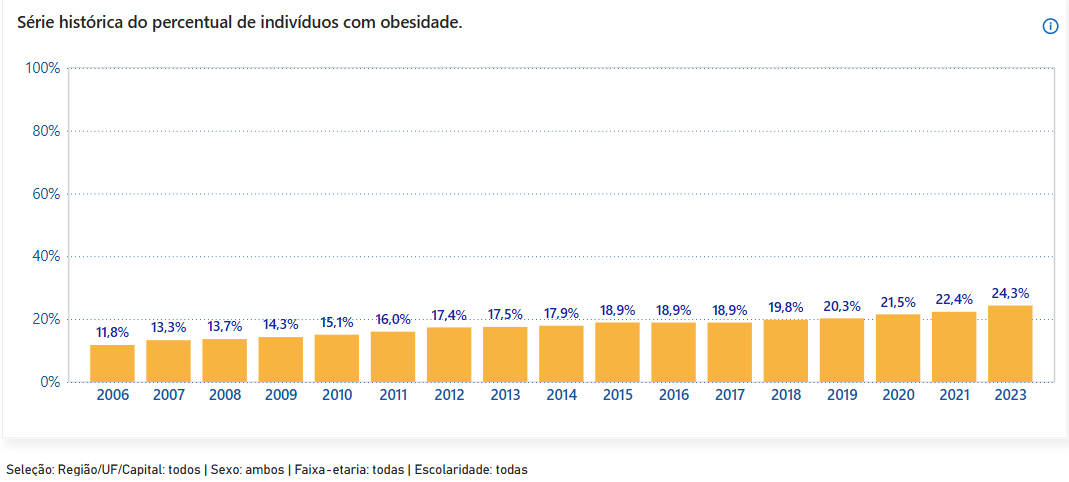 Série histórica do percentual de indivíduos com obesidade.
100%
80%
60%
40%
20%
0%
11,8% 13,3% 13,7% 14,3% 15,1% 16,0% 17,4% 17,5% 17,9% 18,9% 18,9% 18,9% 19,8% 20,3% 21,5% 22,4% 24,3%
2006 2007 2008 2009 2010 2011 2012 2013 2014 2015 2016 2017 2018 2019 2020 2021 2023
Seleção: Região/UF/Capital: todos | Sexo: ambos | Faixa-etaria: todas | Escolaridade: todas